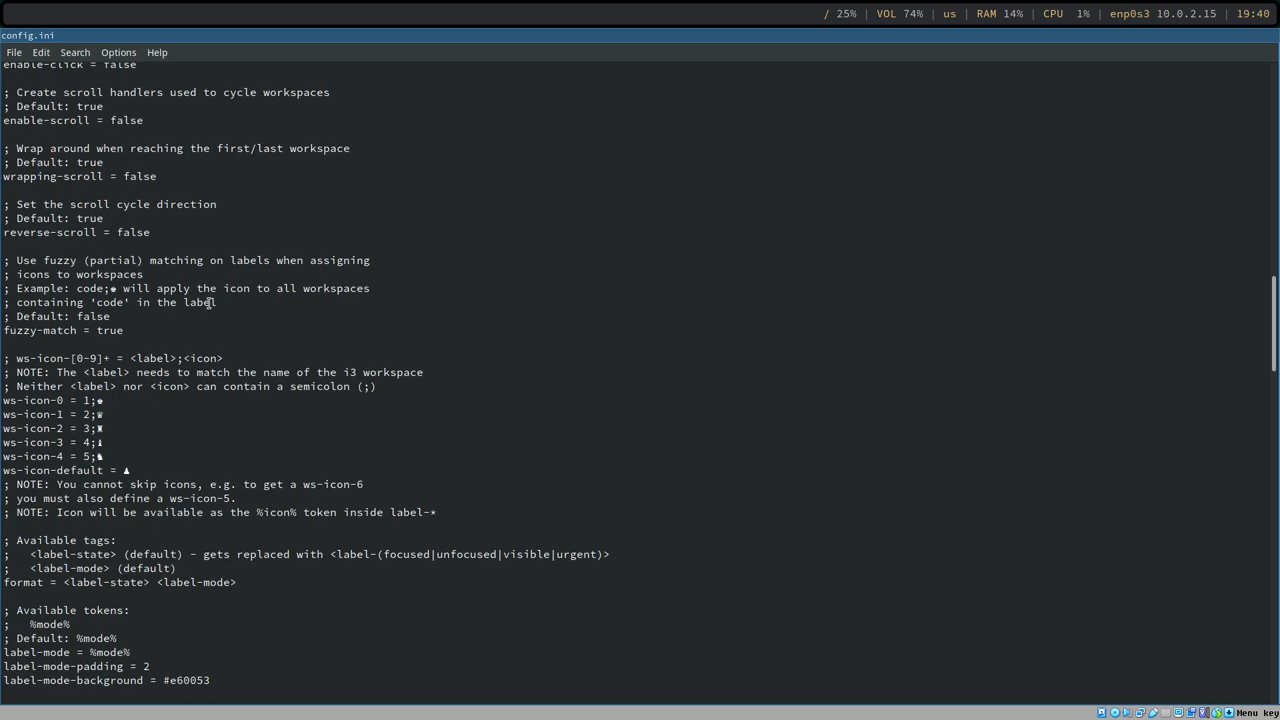 / 25% | VOL 74% | us | RAM 14% | CPU 1% | enp0s3 10.0.2.15 | 19:40
config.ini
File Edit Search Options Help
enable-click = false
; Create scroll handlers used to cycle workspaces
; Default: true
enable-scroll = false
; Wrap around when reaching the first/last workspace
; Default: true
wrapping-scroll = false
; Set the scroll cycle direction
; Default: true
reverse-scroll = false
; Use fuzzy (partial) matching on labels when assigning
; icons to workspaces
; Example: code;♚ will apply the icon to all workspaces
; containing 'code' in the label
; Default: false
fuzzy-match = true
; ws-icon-[0-9]+ = <label>;<icon>
; NOTE: The <label> needs to match the name of the i3 workspace
; Neither <label> nor <icon> can contain a semicolon (;)
ws-icon-0 = 1;♚
ws-icon-1 = 2;♛
ws-icon-2 = 3;♜
ws-icon-3 = 4;♝
ws-icon-4 = 5;♞
ws-icon-default = ♟
; NOTE: You cannot skip icons, e.g. to get a ws-icon-6
; you must also define a ws-icon-5.
; NOTE: Icon will be available as the %icon% token inside label-*
; Available tags:
;   <label-state> (default) - gets replaced with <label-(focused|unfocused|visible|urgent)>
;   <label-mode> (default)
format = <label-state> <label-mode>
; Available tokens:
;   %mode%
; Default: %mode%
label-mode = %mode%
label-mode-padding = 2
label-mode-background = #e60053
Menu key